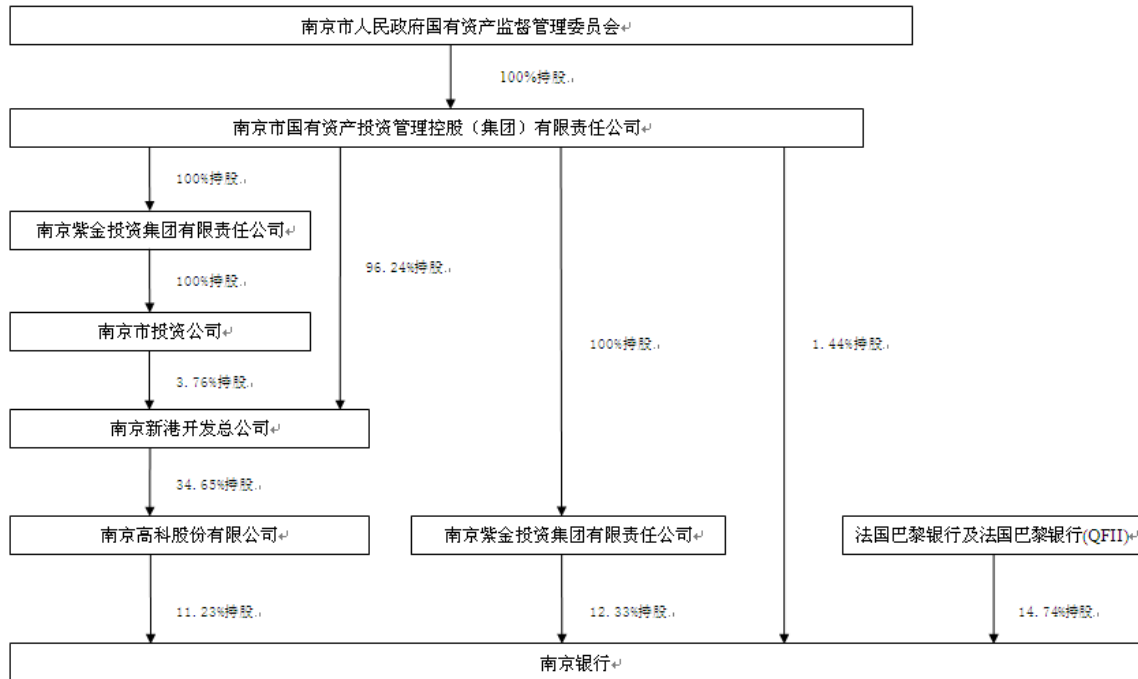 南京市人民政府国有资产监督管理委员会↵
100%持股↓
南京市国有资产投资管理控股（集团）有限责任公司↵
100%持股↓
南京紫金投资集团有限责任公司↵
96.24%持股↓
100%持股↓
南京市投资公司↵
100%持股↓
1.44%持股↓
3.76%持股↓
南京新港开发总公司↵
34.65%持股↓
南京高科股份有限公司↵
南京紫金投资集团有限责任公司↵
法国巴黎银行及法国巴黎银行(QFII)↵
11.23%持股↓
12.33%持股↓
14.74%持股↓
南京银行↵